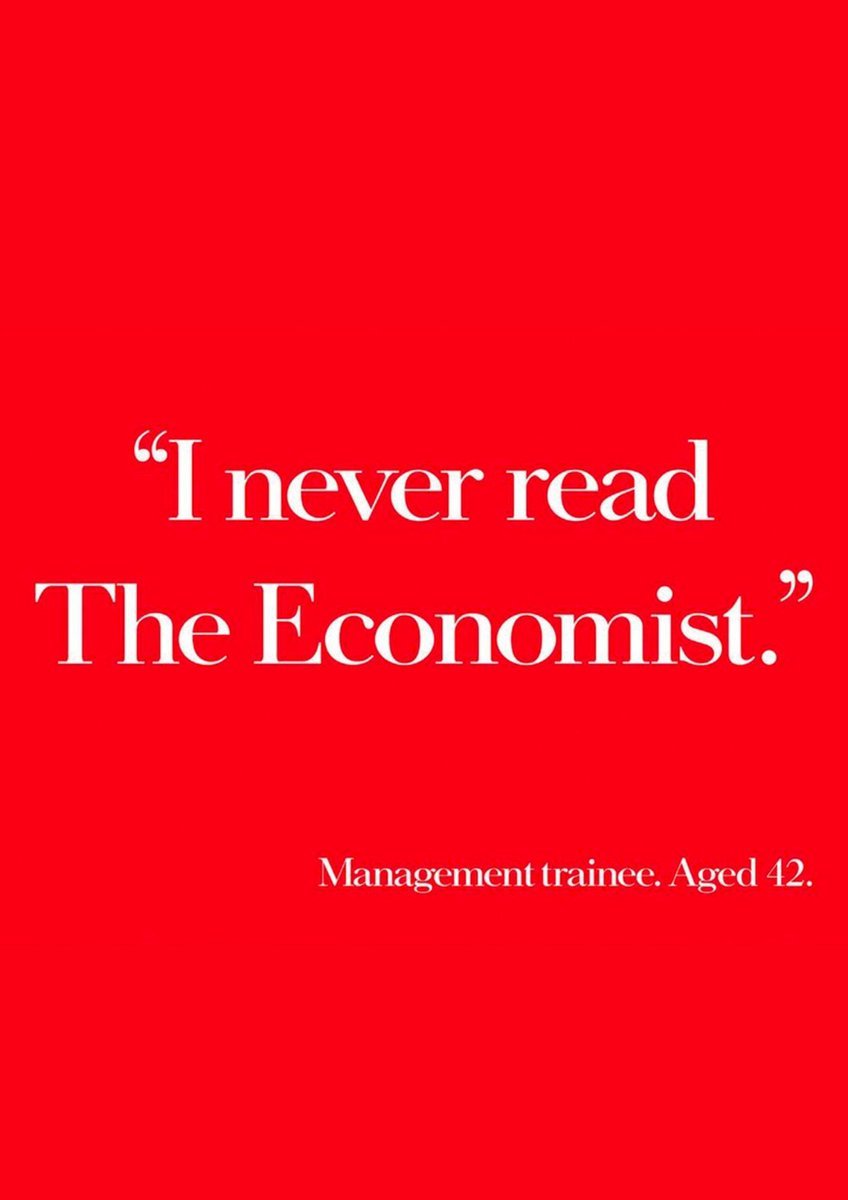 “I never read
The Economist.”
Management trainee. Aged 42.